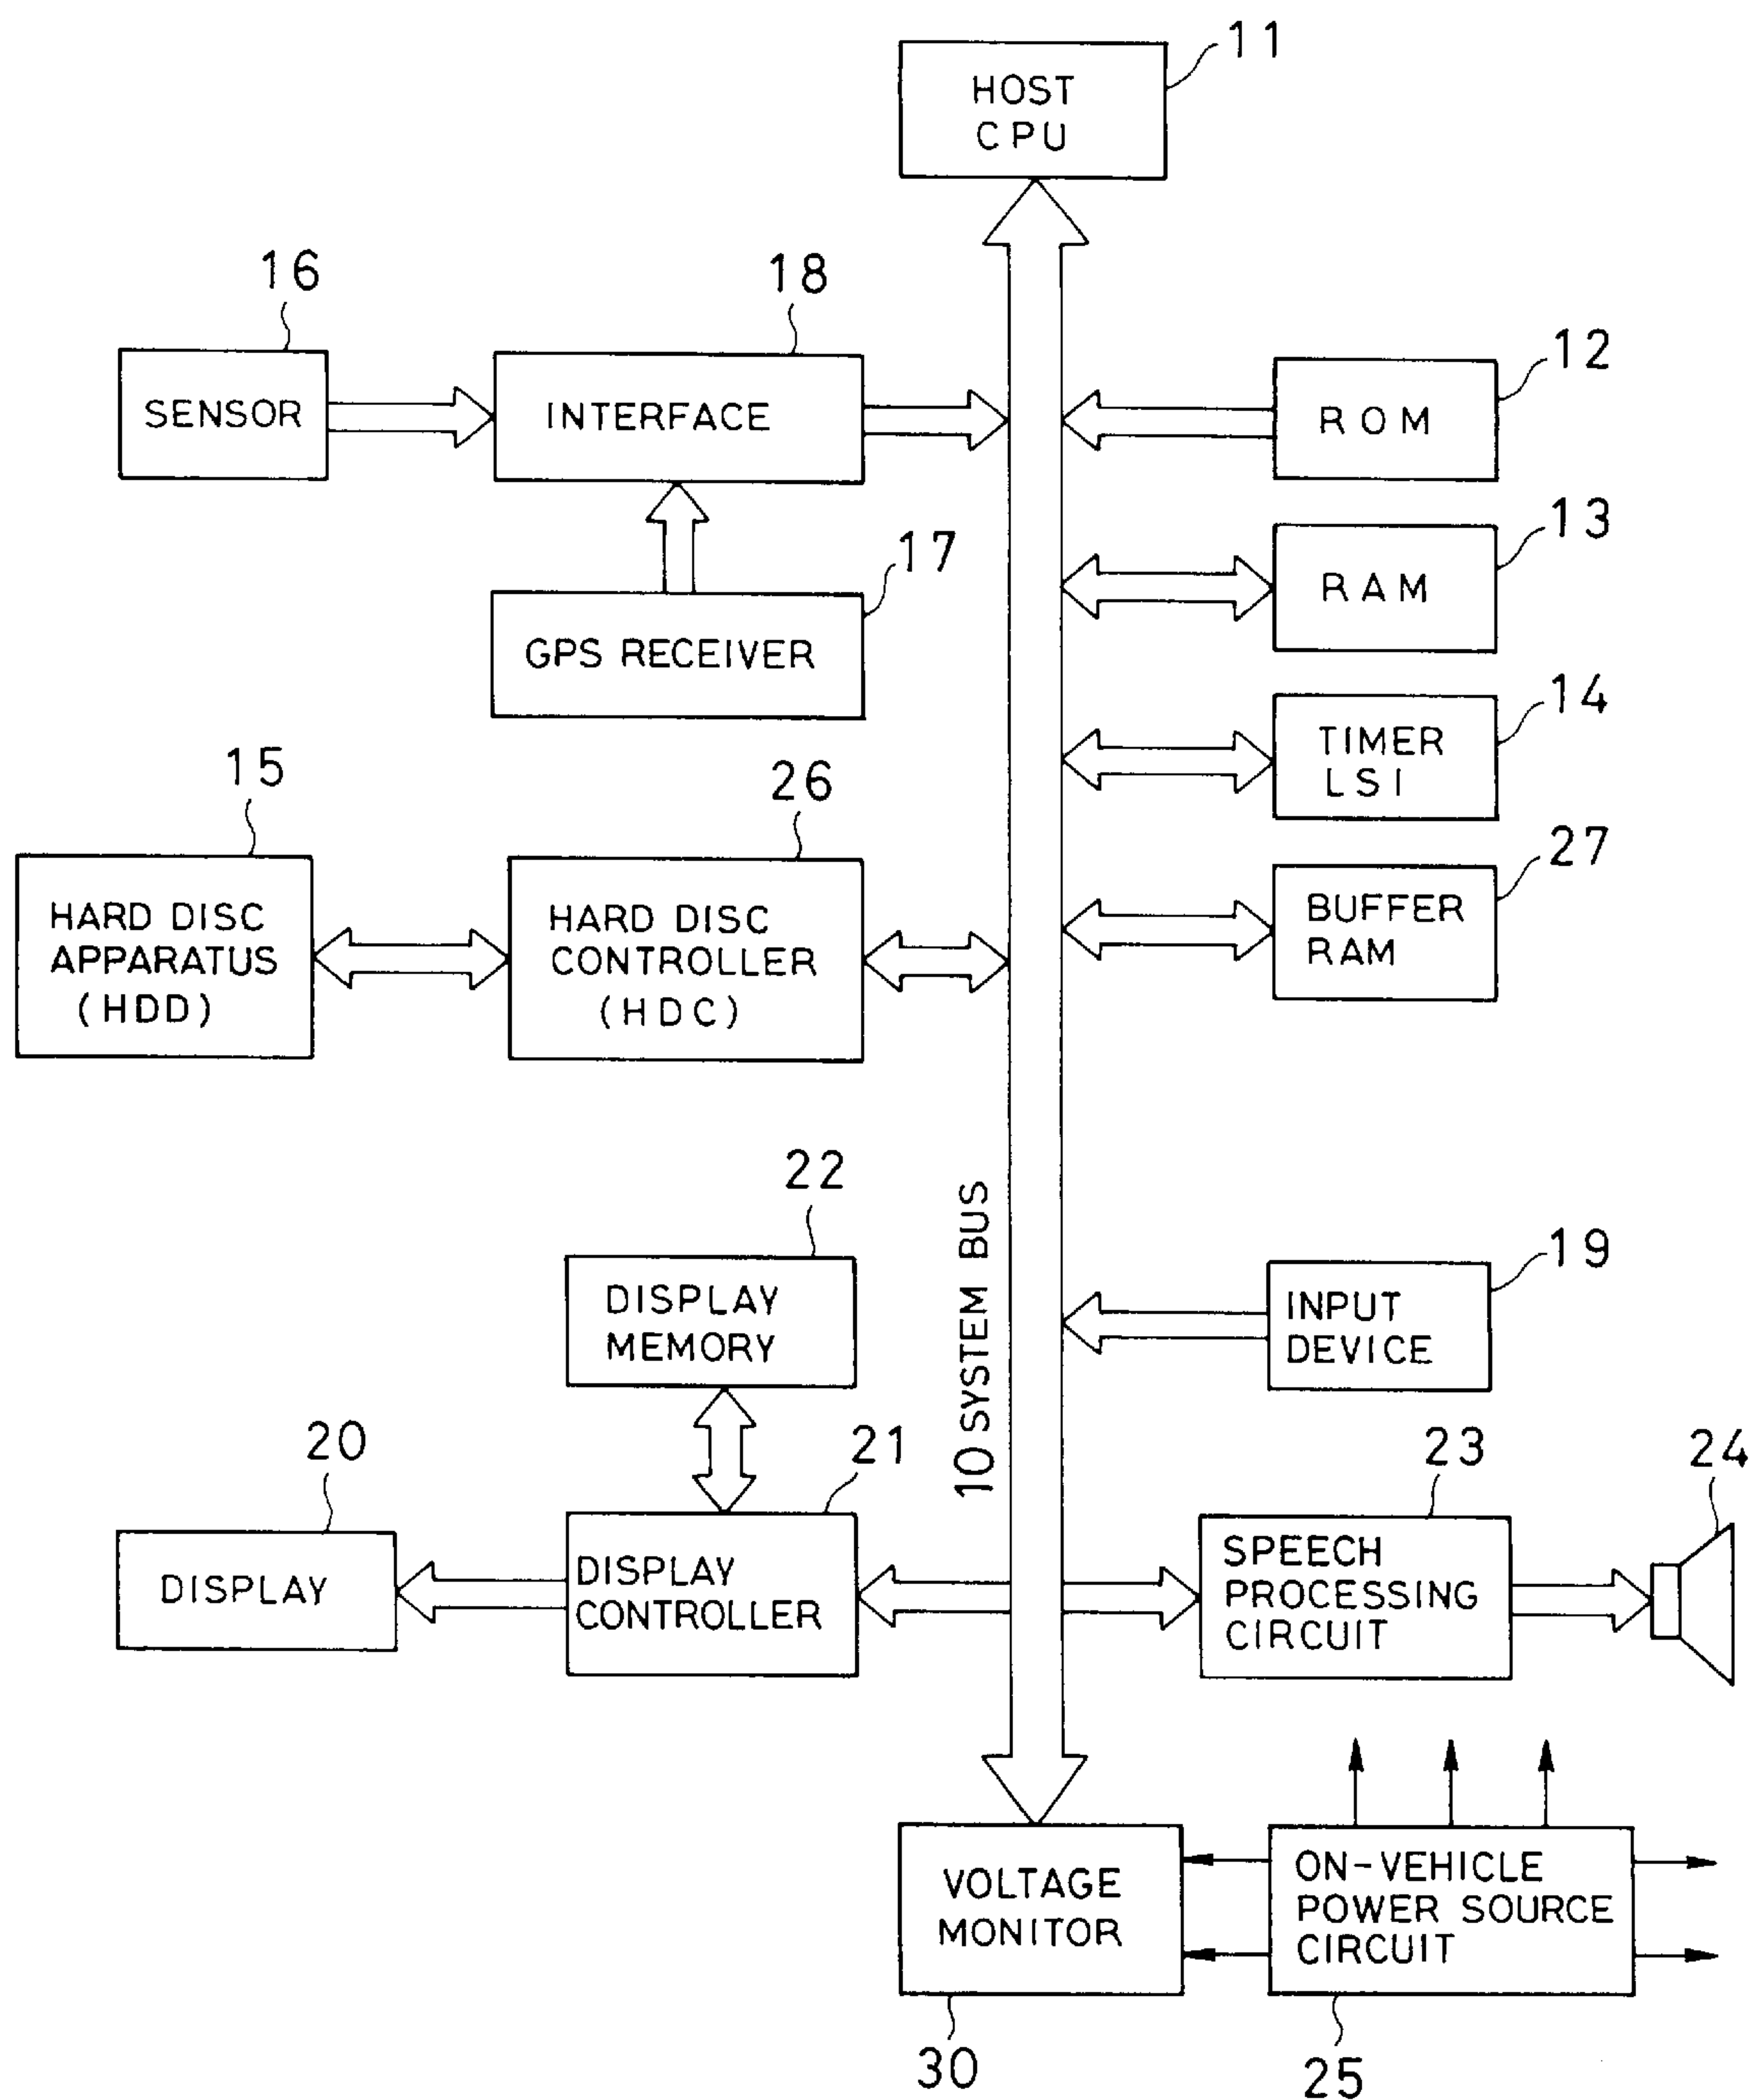 11
HOST
CPU
16
18
12
SENSOR
INTERFACE
ROM
13
17
RAM
GPS RECEIVER
14
TIMER
LSI
15
26
27
HARD DISC
APPARATUS
(HDD)
HARD DISC
CONTROLLER
(HDC)
BUFFER
RAM
22
10 SYSTEM BUS
19
DISPLAY
MEMORY
INPUT
DEVICE
20
21
23
24
DISPLAY
DISPLAY
CONTROLLER
SPEECH
PROCESSING
CIRCUIT
VOLTAGE
MONITOR
ON-VEHICLE
POWER SOURCE
CIRCUIT
30
25